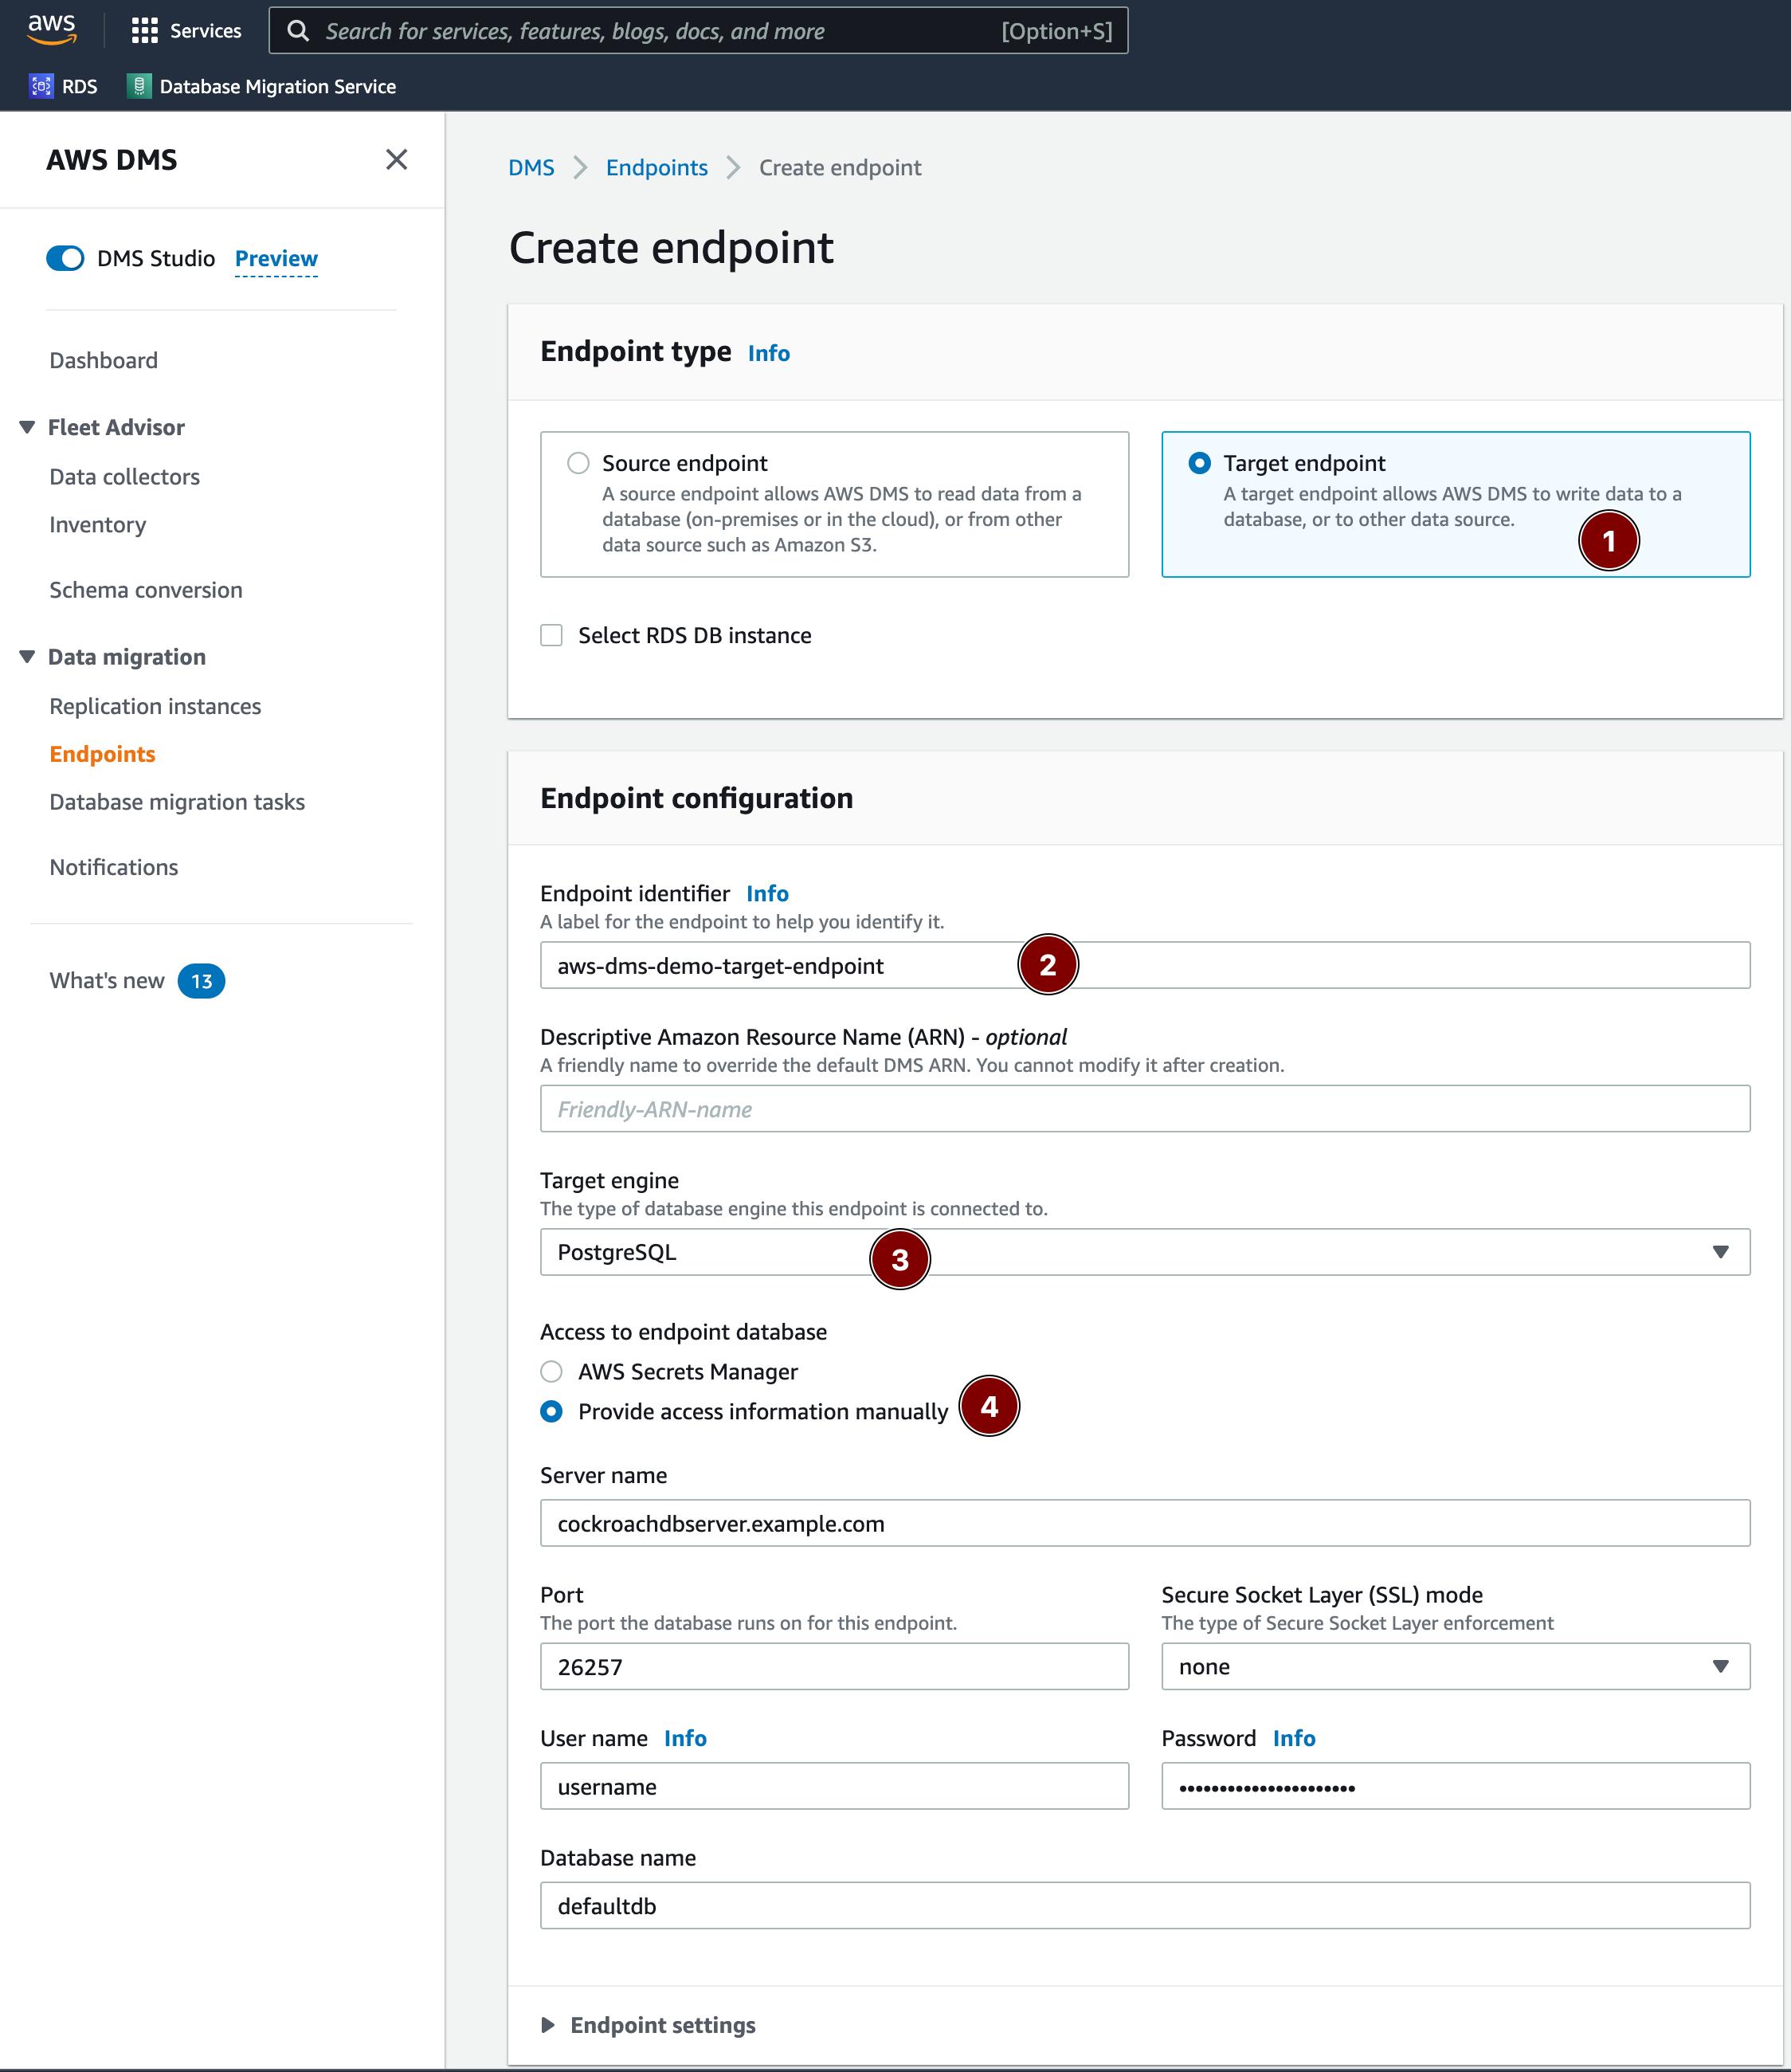 aws
Services
Search for services, features, blogs, docs, and more
[Option+S]
RDS
Database Migration Service
AWS DMS
DMS Studio Preview
Dashboard
Fleet Advisor
Data collectors
Inventory
Schema conversion
Data migration
Replication instances
Endpoints
Database migration tasks
Notifications
What's new 13
DMS Endpoints Create endpoint
Create endpoint
Endpoint type Info
Source endpoint
A source endpoint allows AWS DMS to read data from a
database (on-premises or in the cloud), or from other
data source such as Amazon S3.
Target endpoint
A target endpoint allows AWS DMS to write data to a
database, or to other data source.
1
Select RDS DB instance
Endpoint configuration
Endpoint identifier Info
A label for the endpoint to help you identify it.
aws-dms-demo-target-endpoint
2
Descriptive Amazon Resource Name (ARN) - optional
A friendly name to override the default DMS ARN. You cannot modify it after creation.
Friendly-ARN-name
Target engine
The type of database engine this endpoint is connected to.
PostgreSQL
3
Access to endpoint database
AWS Secrets Manager
Provide access information manually
4
Server name
cockroachdbserver.example.com
Port
The port the database runs on for this endpoint.
26257
Secure Socket Layer (SSL) mode
The type of Secure Socket Layer enforcement
none
User name Info
username
Password Info
••••••••••••••••••••••
Database name
defaultdb
Endpoint settings